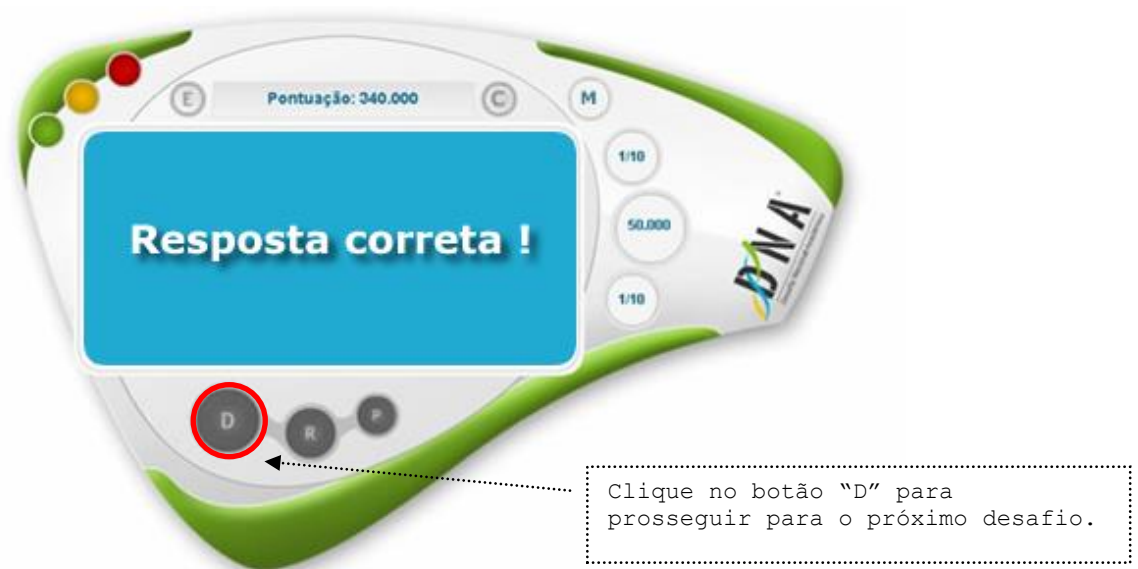 E
Pontuação: 340.000
C
M
1/10
50.000
1/10
Resposta correta !
DNA
D
R
P
Clique no botão “D” para
prosseguir para o próximo desafio.